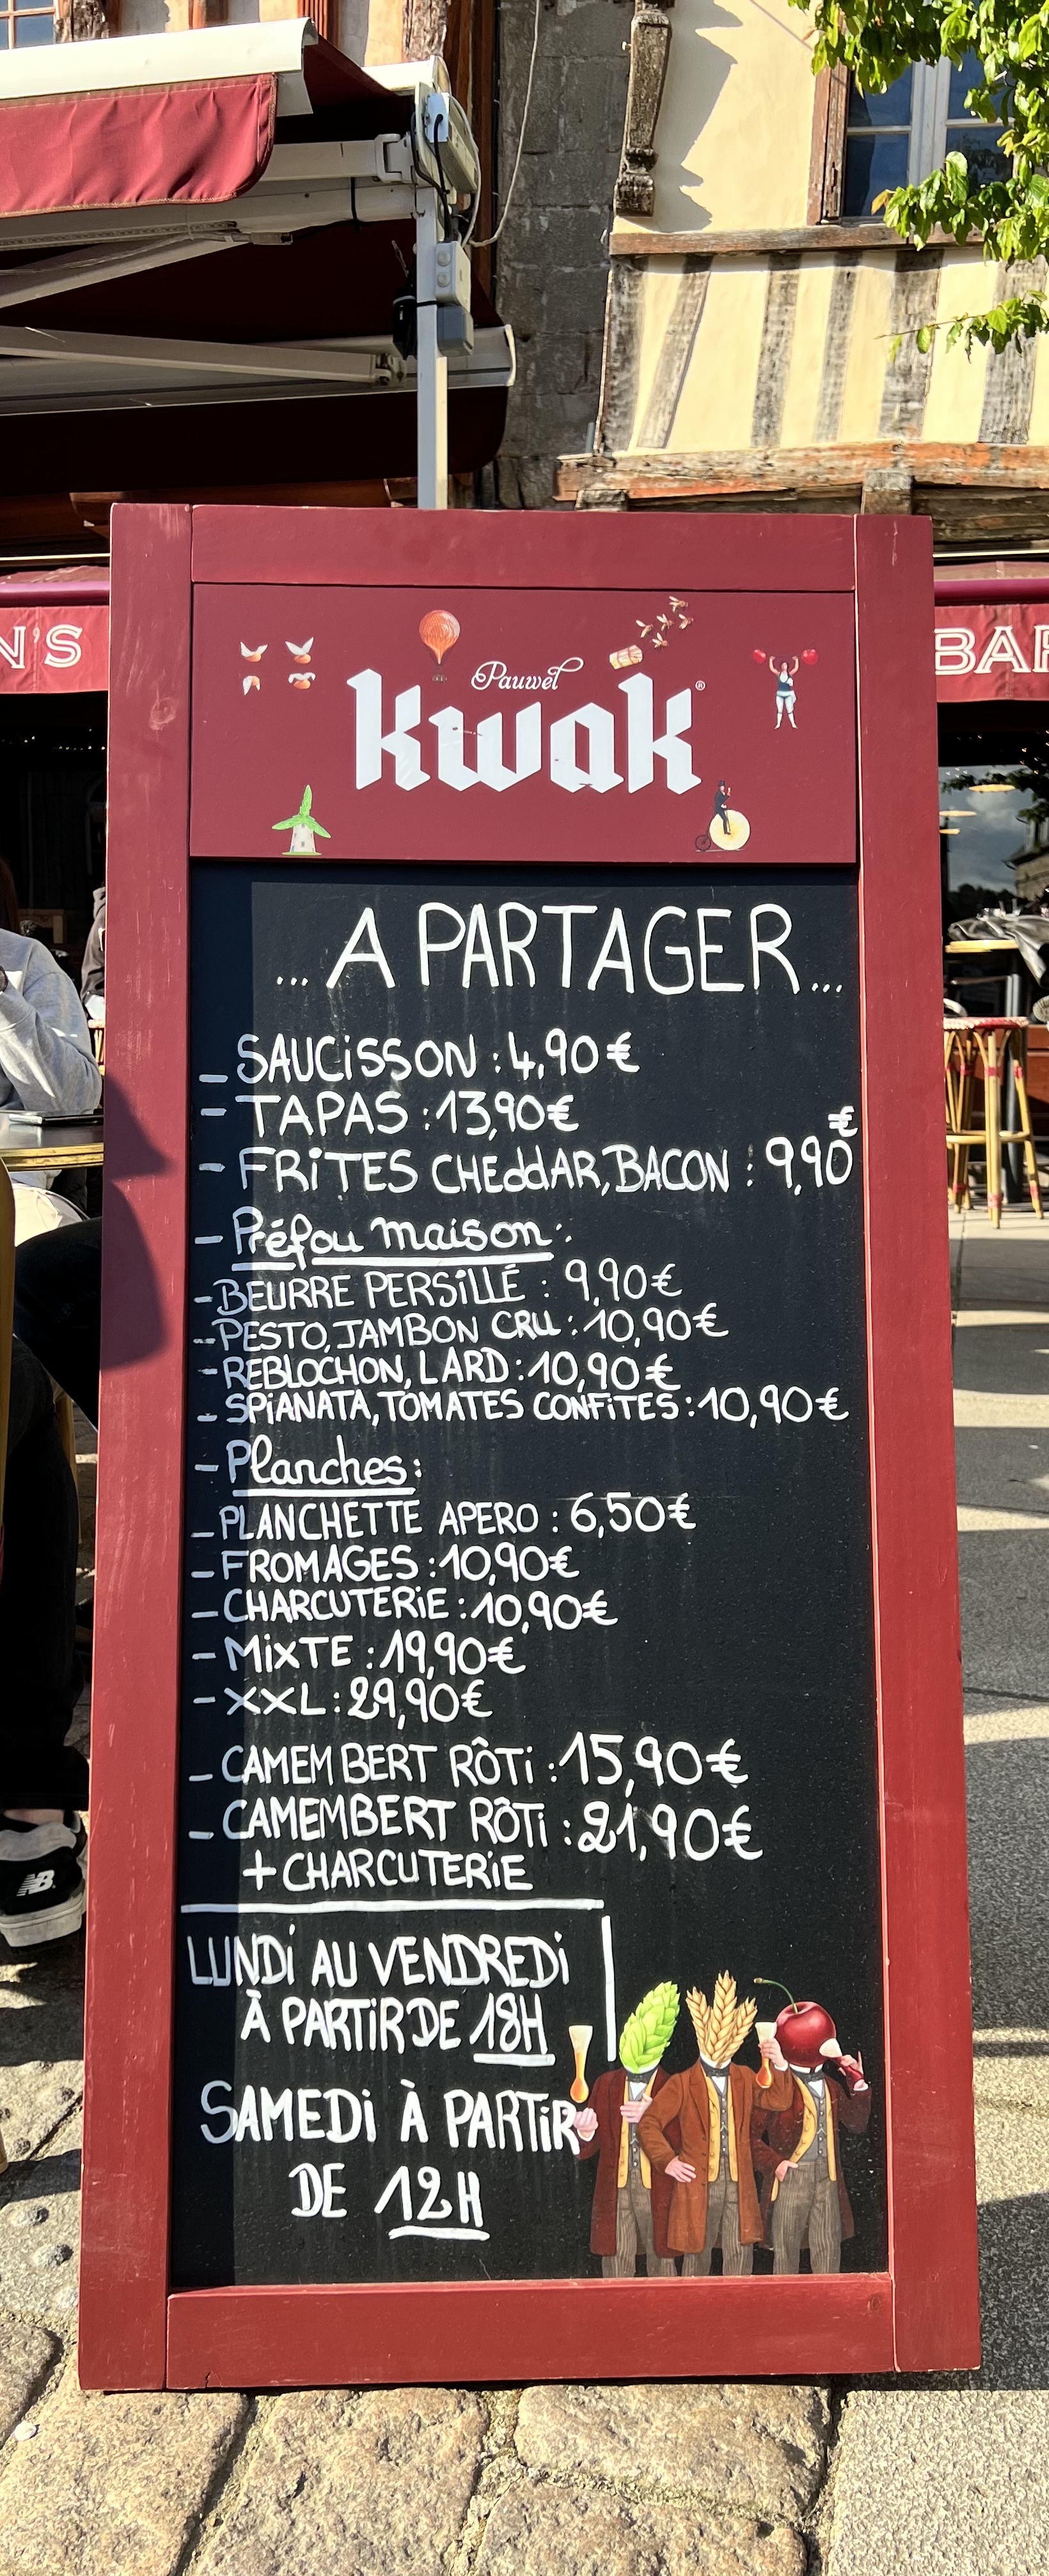 N'S
BAR
Pauwel
kwak®
... A PARTAGER...
- SAUCISSON : 4,90€
- TAPAS : 13,90€
- FRITES CHEddAR, BACON : 9,90€
- Préfou maison :
- BEURRE PERSILLÉ : 9,90€
- PESTO, JAMBON CRU : 10,90€
- REBLOCHON, LARD : 10,90€
- SPIANATA, TOMATES CONFITES : 10,90€
- Planches :
- PLANCHETTE APERO : 6,50€
- FROMAGES : 10,90€
- CHARCUTERIE : 10,90€
- MIXTE : 19,90€
- XXL : 29,90€
- CAMEMBERT RÔTI : 15,90€
- CAMEMBERT RÔTI : 21,90€
+ CHARCUTERIE
LUNDI AU VENDREDI
À PARTIR DE 18H
SAMEDI À PARTIR
DE 12H
NB